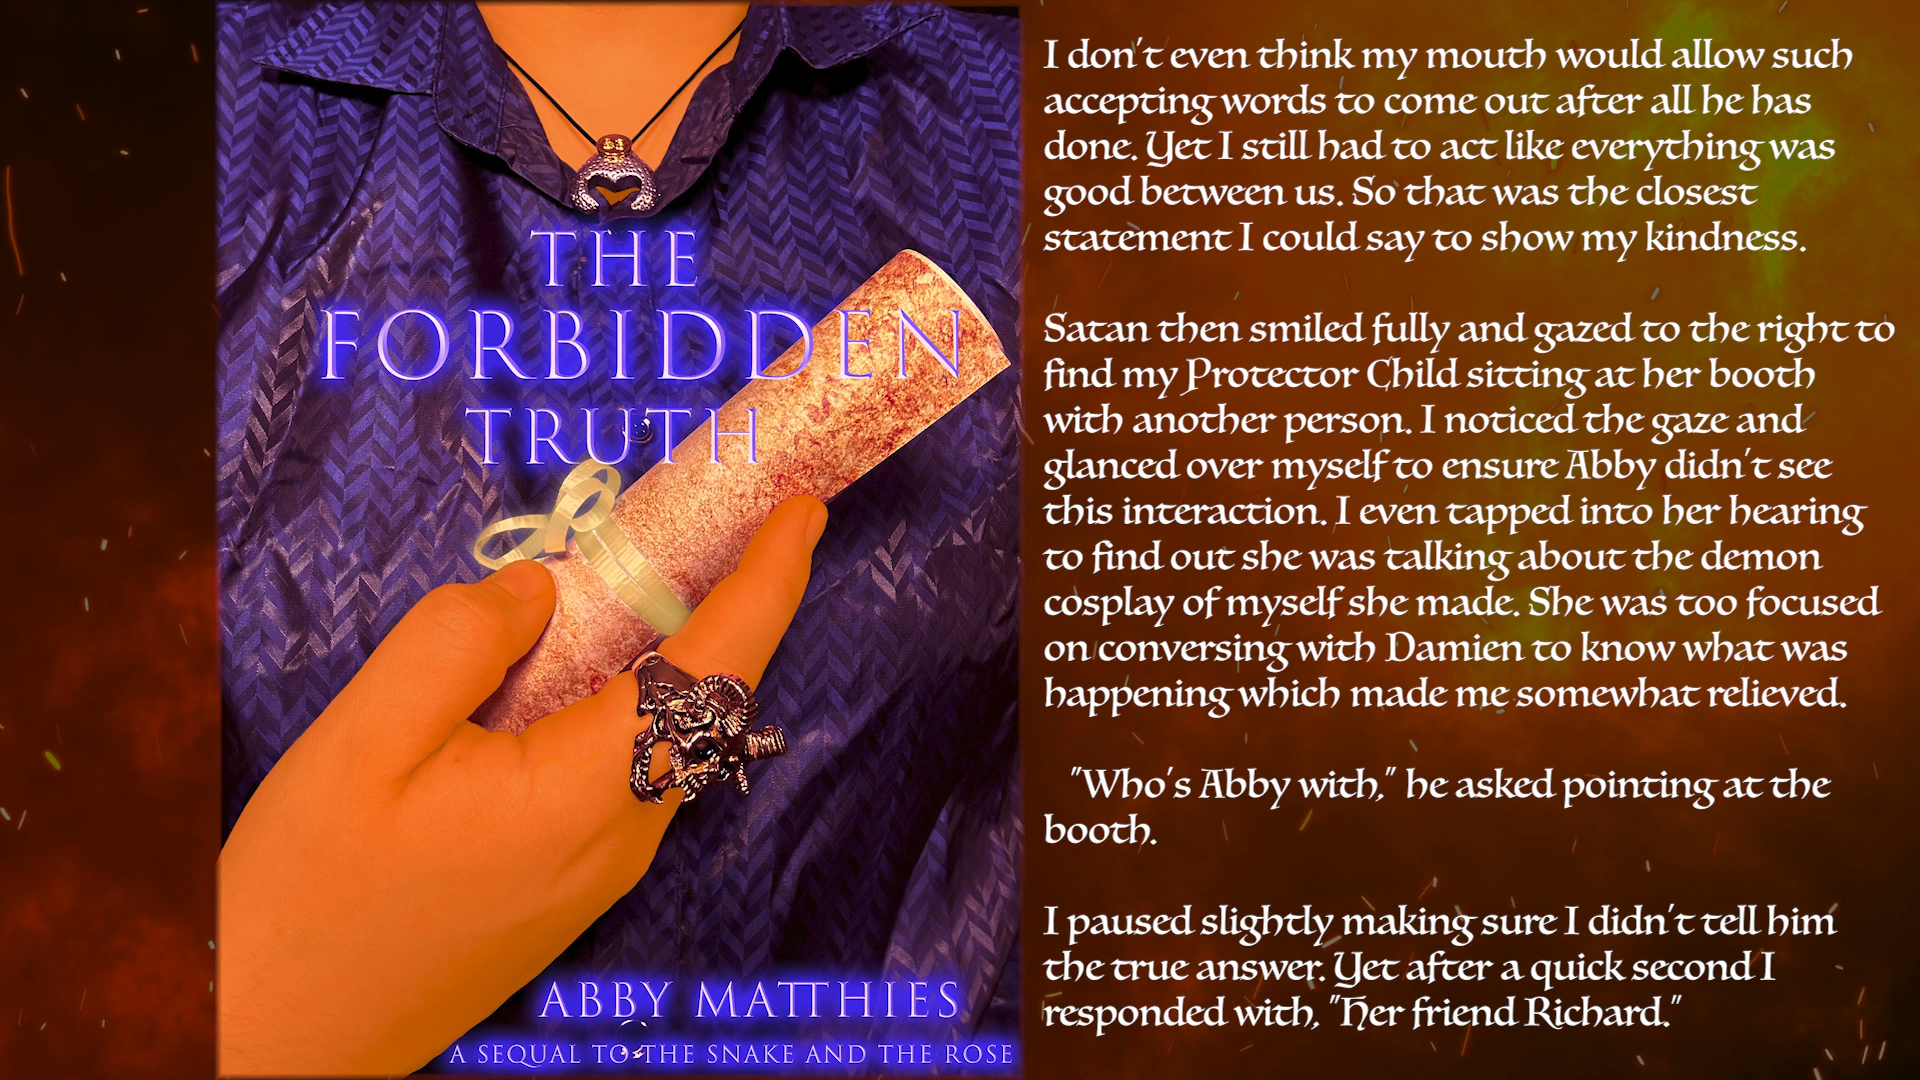 THE
FORBIDDEN
TRUTH
ABBY MATTHIES
A SEQUAL TO THE SNAKE AND THE ROSE
I don't even think my mouth would allow such
accepting words to come out after all he has
done. Yet I still had to act like everything was
good between us. So that was the closest
statement I could say to show my kindness.
Satan then smiled fully and gazed to the right to
find my Protector Child sitting at her booth
with another person. I noticed the gaze and
glanced over myself to ensure Abby didn't see
this interaction. I even tapped into her hearing
to find out she was talking about the demon
cosplay of myself she made. She was too focused
on conversing with Damien to know what was
happening which made me somewhat relieved.
"Who's Abby with," he asked pointing at the
booth.
I paused slightly making sure I didn't tell him
the true answer. Yet after a quick second I
responded with, "Her friend Richard."